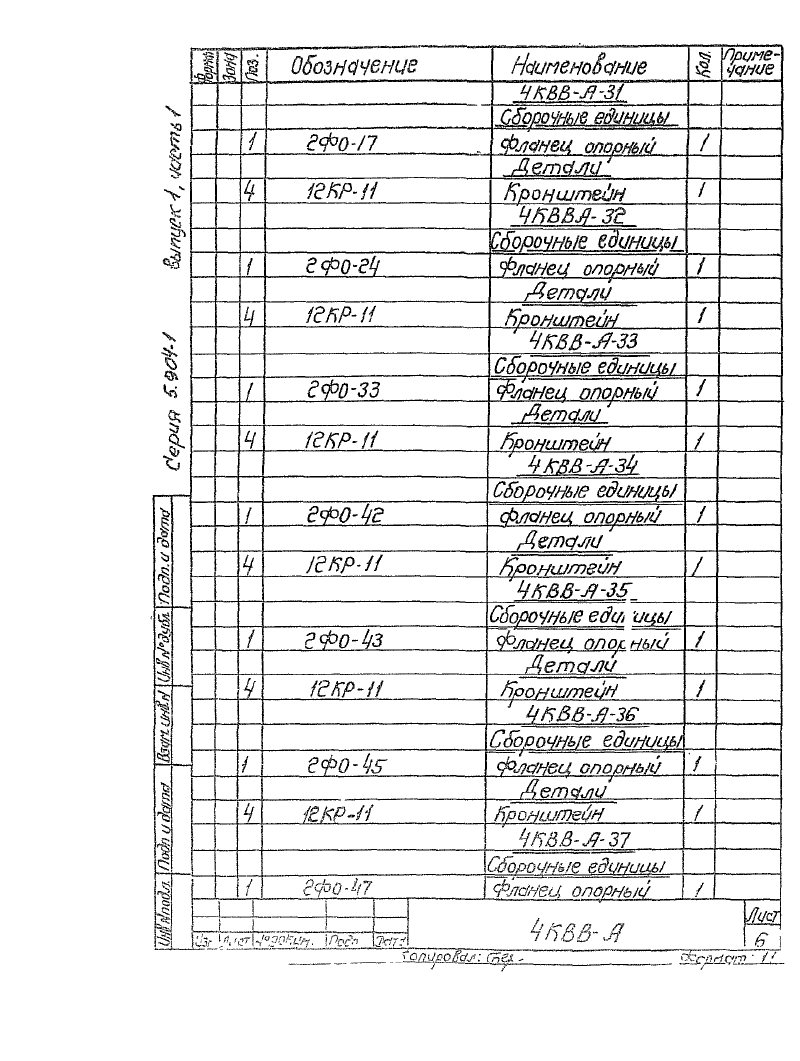 Серия 5.904-1 Выпуск 1, часть 1
Формат Зона Поз. Обозначение Наименование Кол. Приме-
чание
4КВВ-А-31
Сборочные единицы
1 2ФО-17 Фланец опорный 1
Детали
4 12КР-11 Кронштейн 1
4КВВА-32
Сборочные единицы
1 2ФО-24 Фланец опорный 1
Детали
4 12КР-11 Кронштейн 1
4КВВ-А-33
Сборочные единицы
1 2ФО-33 Фланец опорный 1
Детали
4 12КР-11 Кронштейн 1
4КВВ-А-34
Сборочные единицы
1 2ФО-42 Фланец опорный 1
Детали
4 12КР-11 Кронштейн 1
4КВВ-А-35
Сборочные единицы
1 2ФО-43 Фланец опорный 1
Детали
4 12КР-11 Кронштейн 1
4КВВ-А-36
Сборочные единицы
1 2ФО-45 Фланец опорный 1
Детали
4 12КР-11 Кронштейн 1
4КВВ-А-37
Сборочные единицы
1 2ФО-47 Фланец опорный 1
Инв.№подл. Подп и дата Взам.инв.№ Инв.№дубл. Подп. и дата
Изм Лист №докум. Подп Дата
4КВВ-А
Лист
6
Копировал:
Формат 11